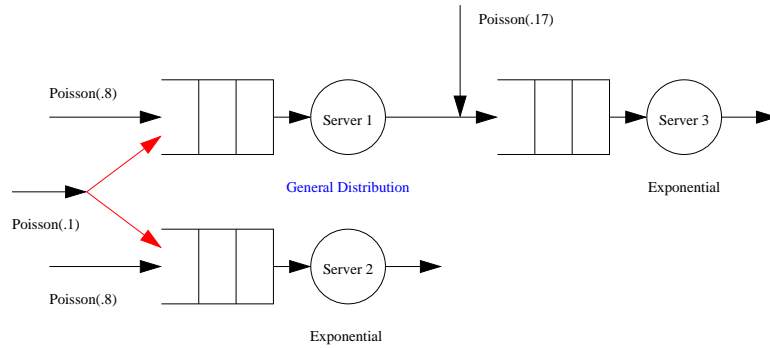 Poisson(.17)
Poisson(.8)
Server 1
Server 3
General Distribution
Exponential
Poisson(.1)
Server 2
Poisson(.8)
Exponential